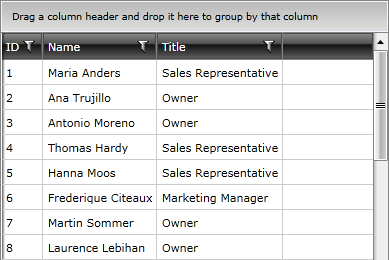 Drag a column header and drop it here to group by that column
ID Name Title
1 Maria Anders Sales Representative
2 Ana Trujillo Owner
3 Antonio Moreno Owner
4 Thomas Hardy Sales Representative
5 Hanna Moos Sales Representative
6 Frederique Citeaux Marketing Manager
7 Martin Sommer Owner
8 Laurence Lebihan Owner